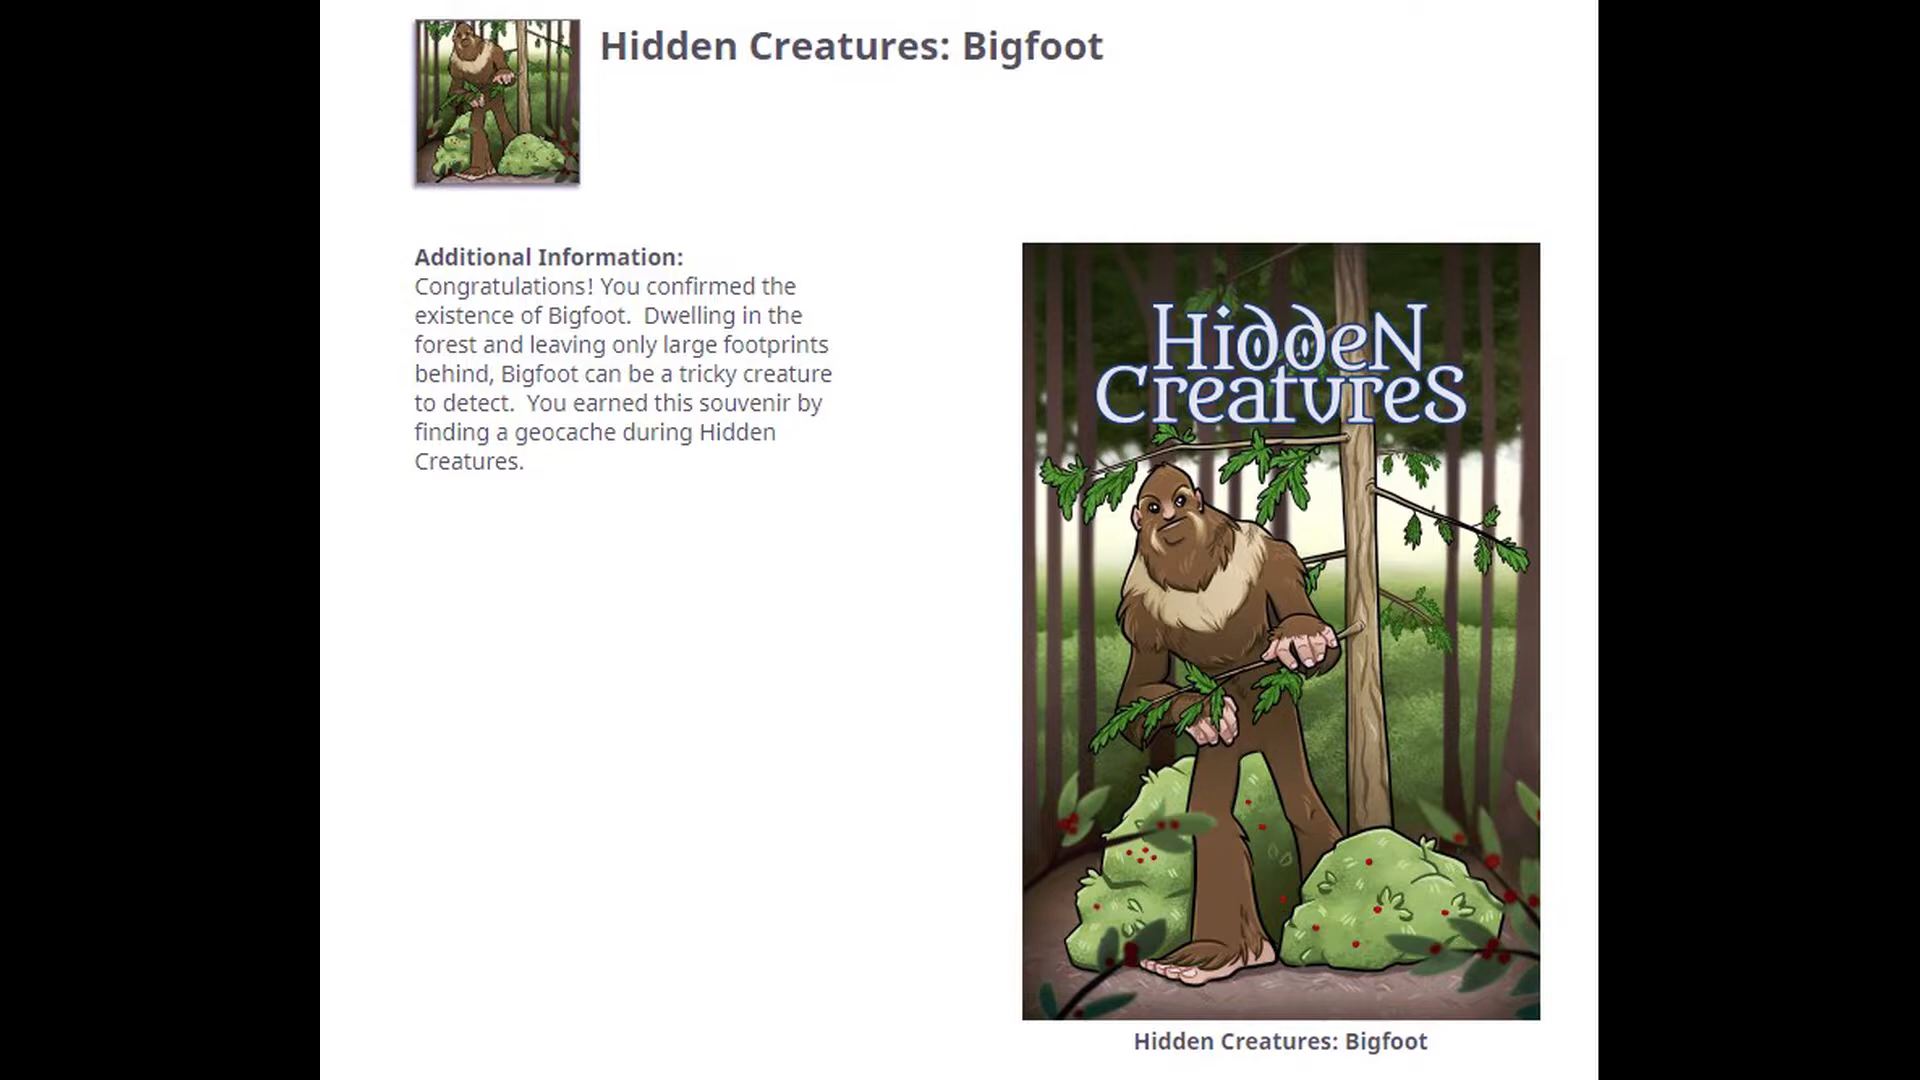 Hidden Creatures: Bigfoot
Additional Information:
Congratulations! You confirmed the
existence of Bigfoot.  Dwelling in the
forest and leaving only large footprints
behind, Bigfoot can be a tricky creature
to detect.  You earned this souvenir by
finding a geocache during Hidden
Creatures.
Hidden
Creatures
Hidden Creatures: Bigfoot